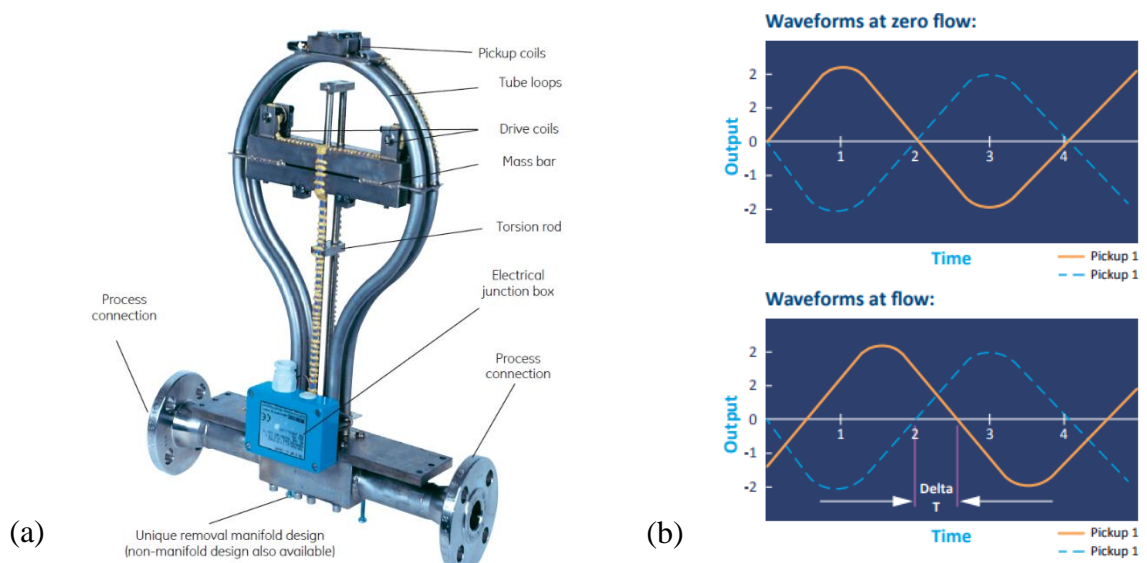 Pickup coils
Tube loops
Drive coils
Mass bar
Torsion rod
Electrical
junction box
Process
connection
Process
connection
Unique removal manifold design
(non-manifold design also available)
(a)
Waveforms at zero flow:
Output
2
2
0
-1
-2
1
2
3
4
Time
Pickup 1
Pickup 1
Waveforms at flow:
Output
2
2
0
-1
-2
1
2
3
4
Delta
T
Time
Pickup 1
Pickup 1
(b)